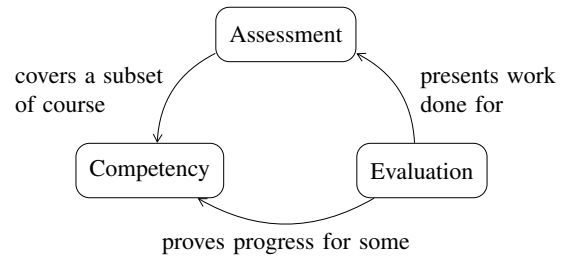 Assessment
covers a subset
of course
presents work
done for
Competency
Evaluation
proves progress for some